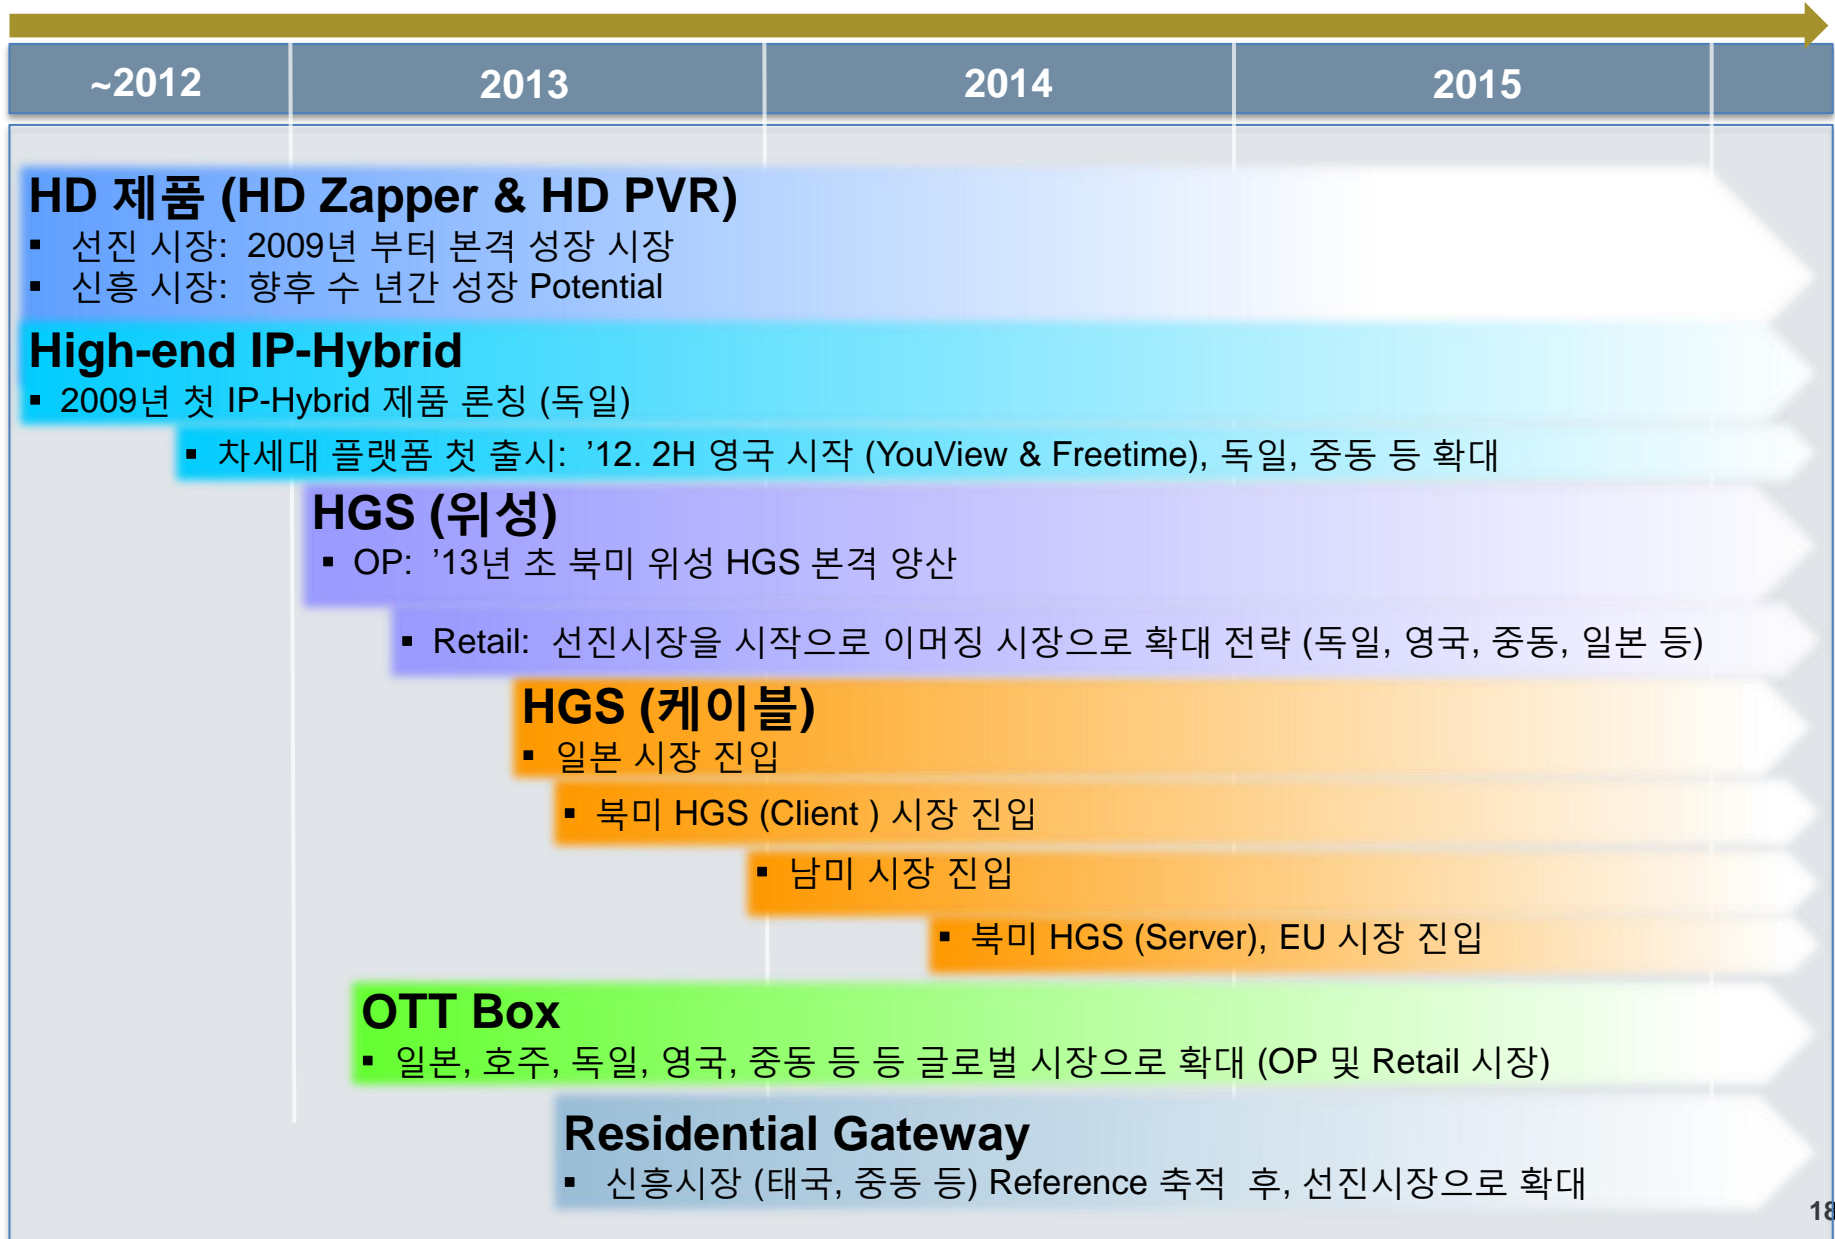 ~2012
2013
2014
2015
HD 제품 (HD Zapper & HD PVR)
▪ 선진 시장: 2009년 부터 본격 성장 시장
▪ 신흥 시장: 향후 수 년간 성장 Potential
High-end IP-Hybrid
▪ 2009년 첫 IP-Hybrid 제품 론칭 (독일)
▪ 차세대 플랫폼 첫 출시: ’12. 2H 영국 시작 (YouView & Freetime), 독일, 중동 등 확대
HGS (위성)
▪ OP: ’13년 초 북미 위성 HGS 본격 양산
▪ Retail: 선진시장을 시작으로 이머징 시장으로 확대 전략 (독일, 영국, 중동, 일본 등)
HGS (케이블)
▪ 일본 시장 진입
▪ 북미 HGS (Client ) 시장 진입
▪ 남미 시장 진입
▪ 북미 HGS (Server), EU 시장 진입
OTT Box
▪ 일본, 호주, 독일, 영국, 중동 등 등 글로벌 시장으로 확대 (OP 및 Retail 시장)
Residential Gateway
▪ 신흥시장 (태국, 중동 등) Reference 축적 후, 선진시장으로 확대
18